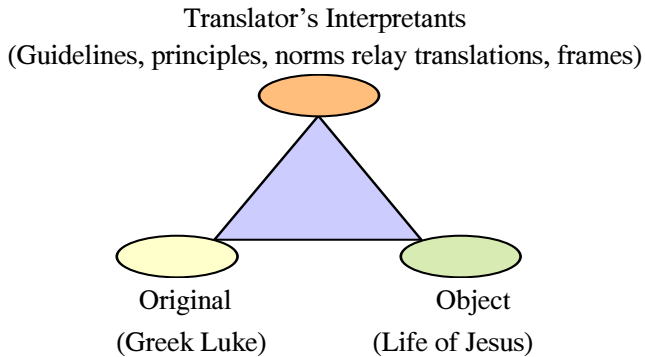 Translator’s Interpretants
(Guidelines, principles, norms relay translations, frames)
Original
Object
(Greek Luke)
(Life of Jesus)